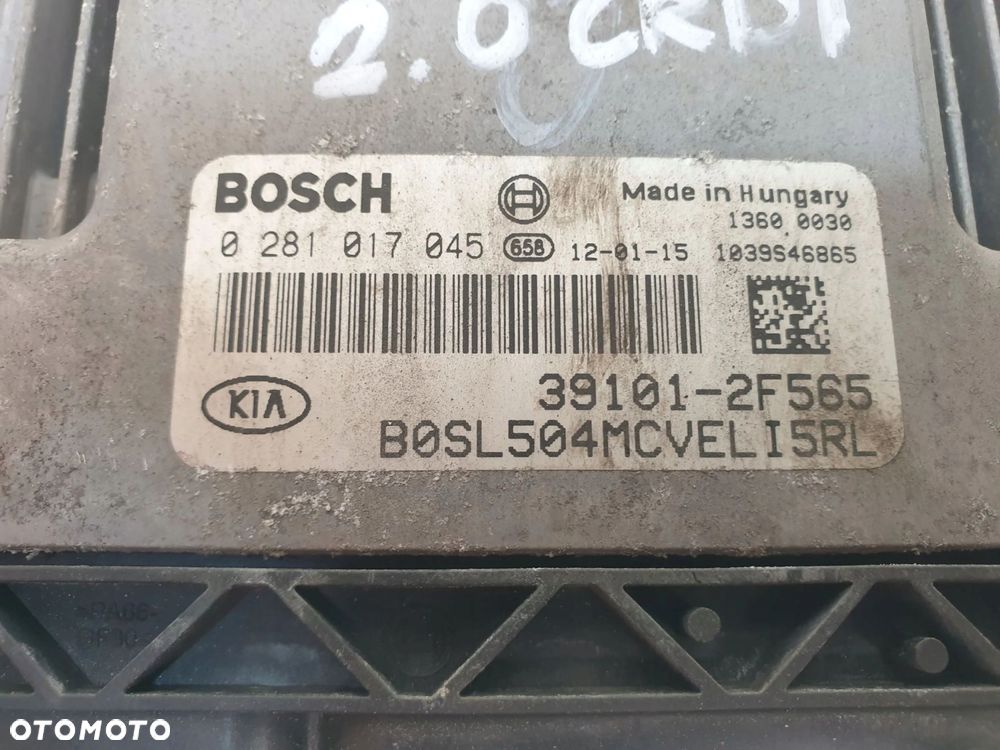 2.0 CRDI
BOSCH
Made in Hungary
1360.0030
0 281 017 045 658 12-01-15 1039S46865
KIA
39101-2F565
B0SL504MCVELI5RL
>PA66-
OTOMOTO